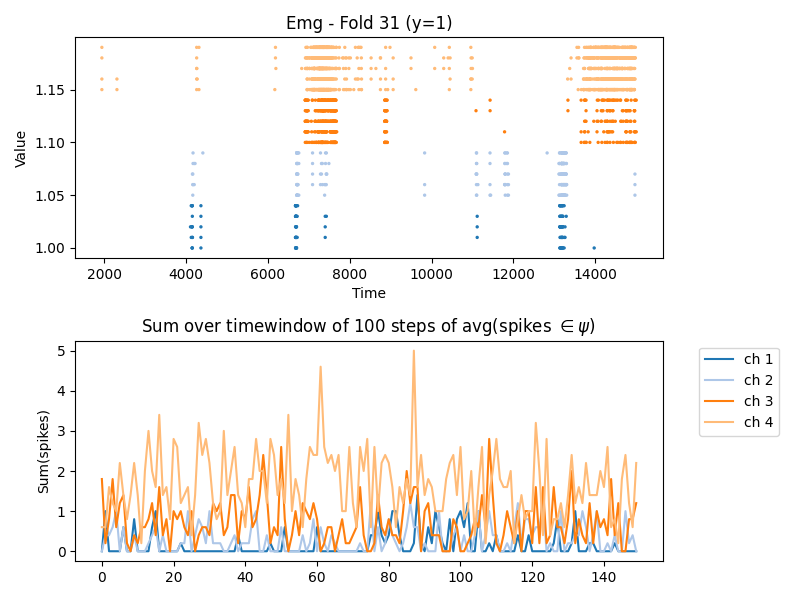 Emg - Fold 31 (y=1)
Value
1.15
1.10
1.05
1.00
2000 4000 6000 8000 10000 12000 14000
Time
Sum over timewindow of 100 steps of avg(spikes ∈ψ)
Sum(spikes)
5
4
3
2
1
0
0 20 40 60 80 100 120 140
ch 1
ch 2
ch 3
ch 4